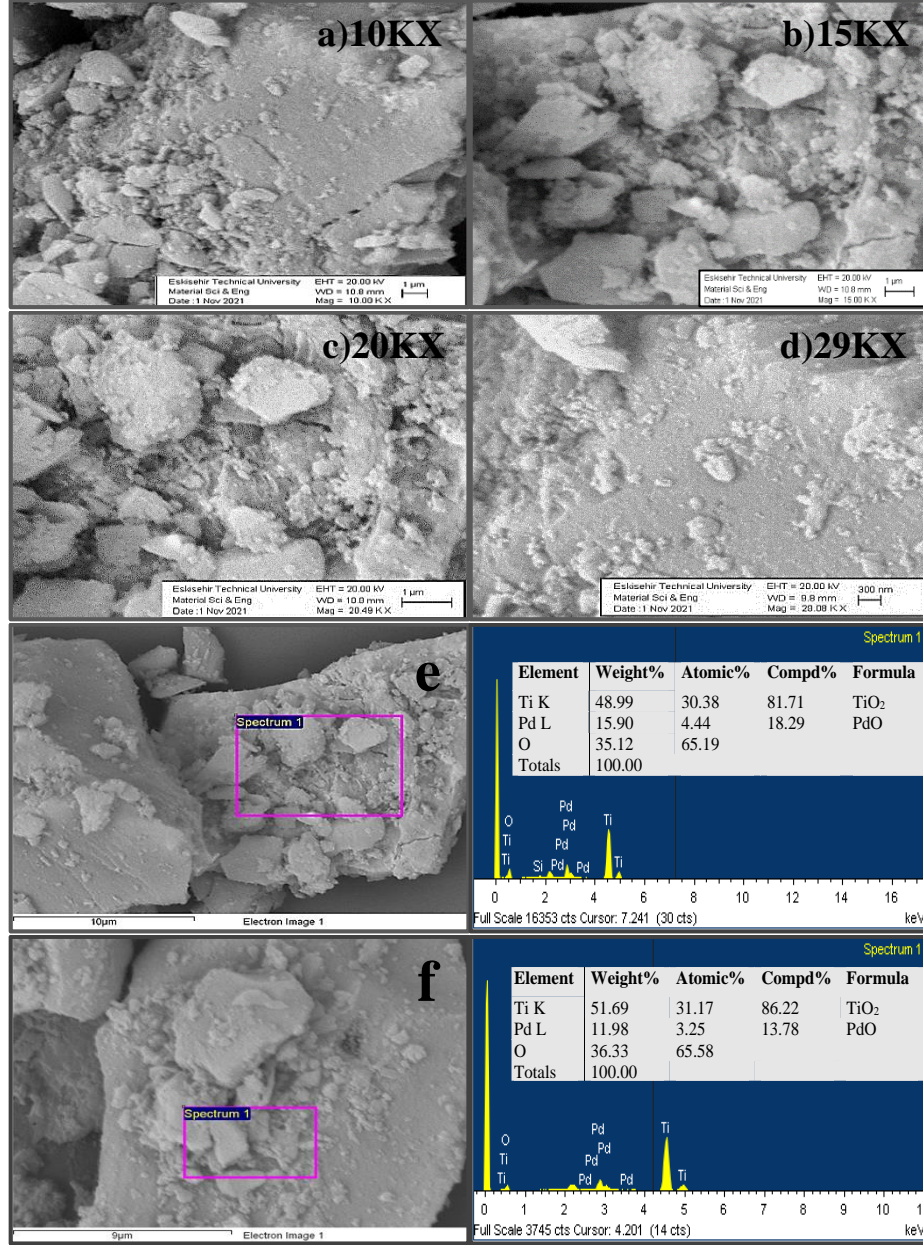 a)10KX
Eskisehir Technical University EHT = 20.00 kV 1 µm
Material Sci & Eng WD = 10.8 mm
Date :1 Nov 2021 Mag = 10.00 K X
b)15KX
Eskisehir Technical University EHT = 20.00 kV 1 µm
Material Sci & Eng WD = 10.8 mm
Date :1 Nov 2021 Mag = 15.00 K X
c)20KX
Eskisehir Technical University EHT = 20.00 kV 1 µm
Material Sci & Eng WD = 10.8 mm
Date :1 Nov 2021 Mag = 20.49 K X
d)29KX
Eskisehir Technical University EHT = 20.00 kV 300 nm
Material Sci & Eng WD = 9.8 mm
Date :1 Nov 2021 Mag = K X
e
Spectrum 1
10µm Electron Image 1
Spectrum 1
Element Weight% Atomic% Compd% Formula
Ti K 48.99 30.38 81.71 TiO2
Pd L 15.90 4.44 18.29 PdO
O 35.12 65.19
Totals 100.00
O
Ti
Ti
Si
Pd
Pd
Pd
Pd
Pd
Ti
Ti
0 2 4 6 8 10 12 14 16
Full Scale 16353 cts Cursor: 7.241 (30 cts) keV
f
Spectrum 1
9µm Electron Image 1
Spectrum 1
Element Weight% Atomic% Compd% Formula
Ti K 51.69 31.17 86.22 TiO2
Pd L 11.98 3.25 13.78 PdO
O 36.33 65.58
Totals 100.00
O
Ti
Ti
Pd
Pd
Pd
Pd
Pd
Ti
Ti
0 1 2 3 4 5 6 7 8 9 10
Full Scale 3745 cts Cursor: 4.201 (14 cts) keV